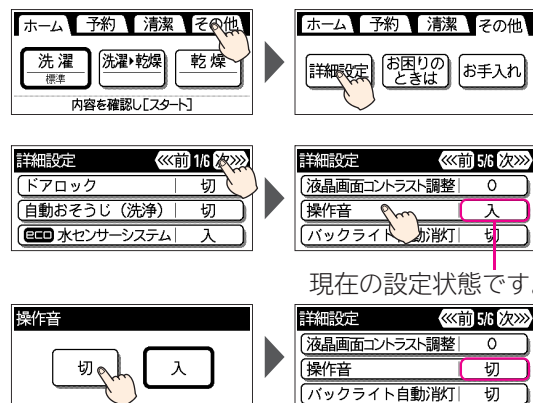 ホーム 予約 清潔 その他
洗濯 標準 洗濯▶乾燥 乾燥
内容を確認し[スタート]
ホーム 予約 清潔 その他
詳細設定 お困りの ときは お手入れ
詳細設定 <<<前 1/6 次>>>
ドアロック 切
自動おそうじ(洗浄) 切
eco 水センサーシステム 入
詳細設定 <<<前 5/6 次>>>
液晶画面コントラスト調整 0
操作音 入
バックライト自動消灯 切
現在の設定状態です。
操作音
切 入
詳細設定 <<<前 5/6 次>>>
液晶画面コントラスト調整 0
操作音 切
バックライト自動消灯 切